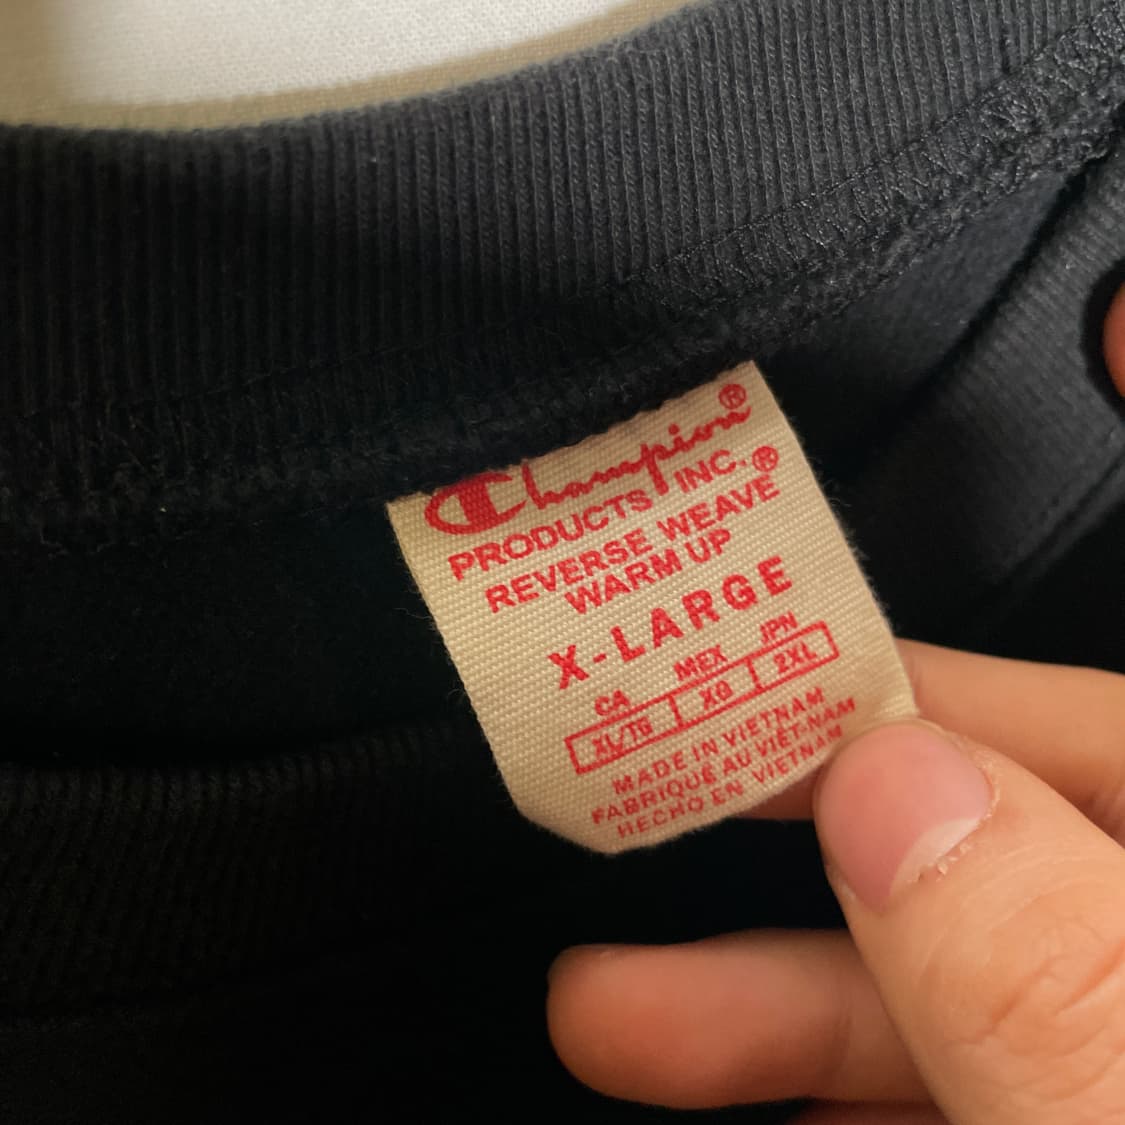 Champion®
PRODUCTS INC.®
REVERSE WEAVE
WARM UP
X-LARGE
CA MEX JPN
XL/TG XG 2XL
MADE IN VIETNAM
FABRIQUÉ AU VIÊT-NAM
HECHO EN VIETNAM